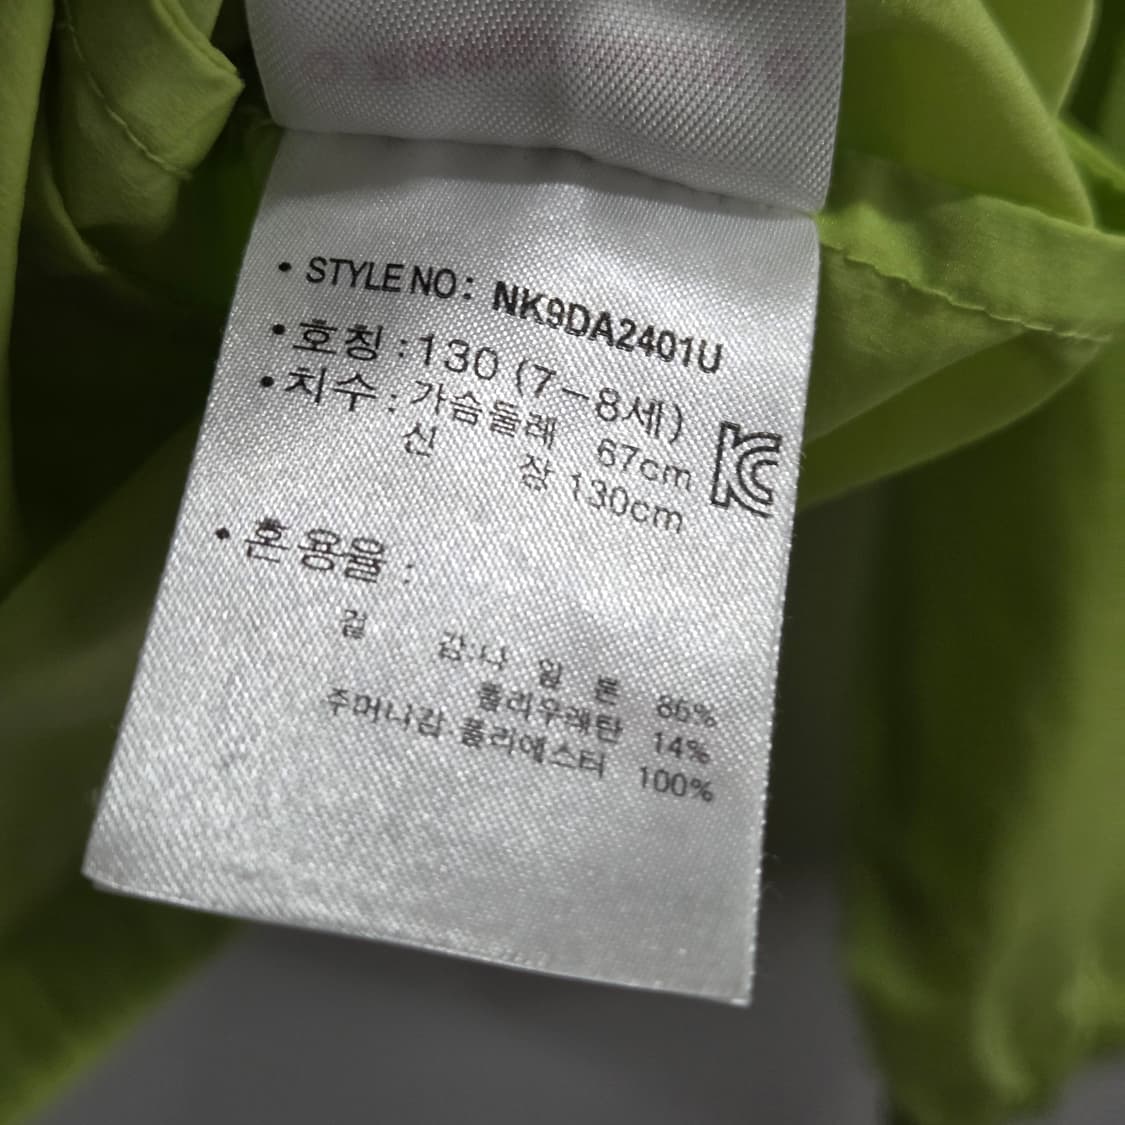 • STYLE NO : NK9DA2401U
• 호칭 : 130 (7-8세)
• 치수 : 가슴둘레 67cm
신 장 130cm
• 혼용율 :
겉 감:나 일 론 86%
폴리우레탄 14%
주머니감:폴리에스터 100%